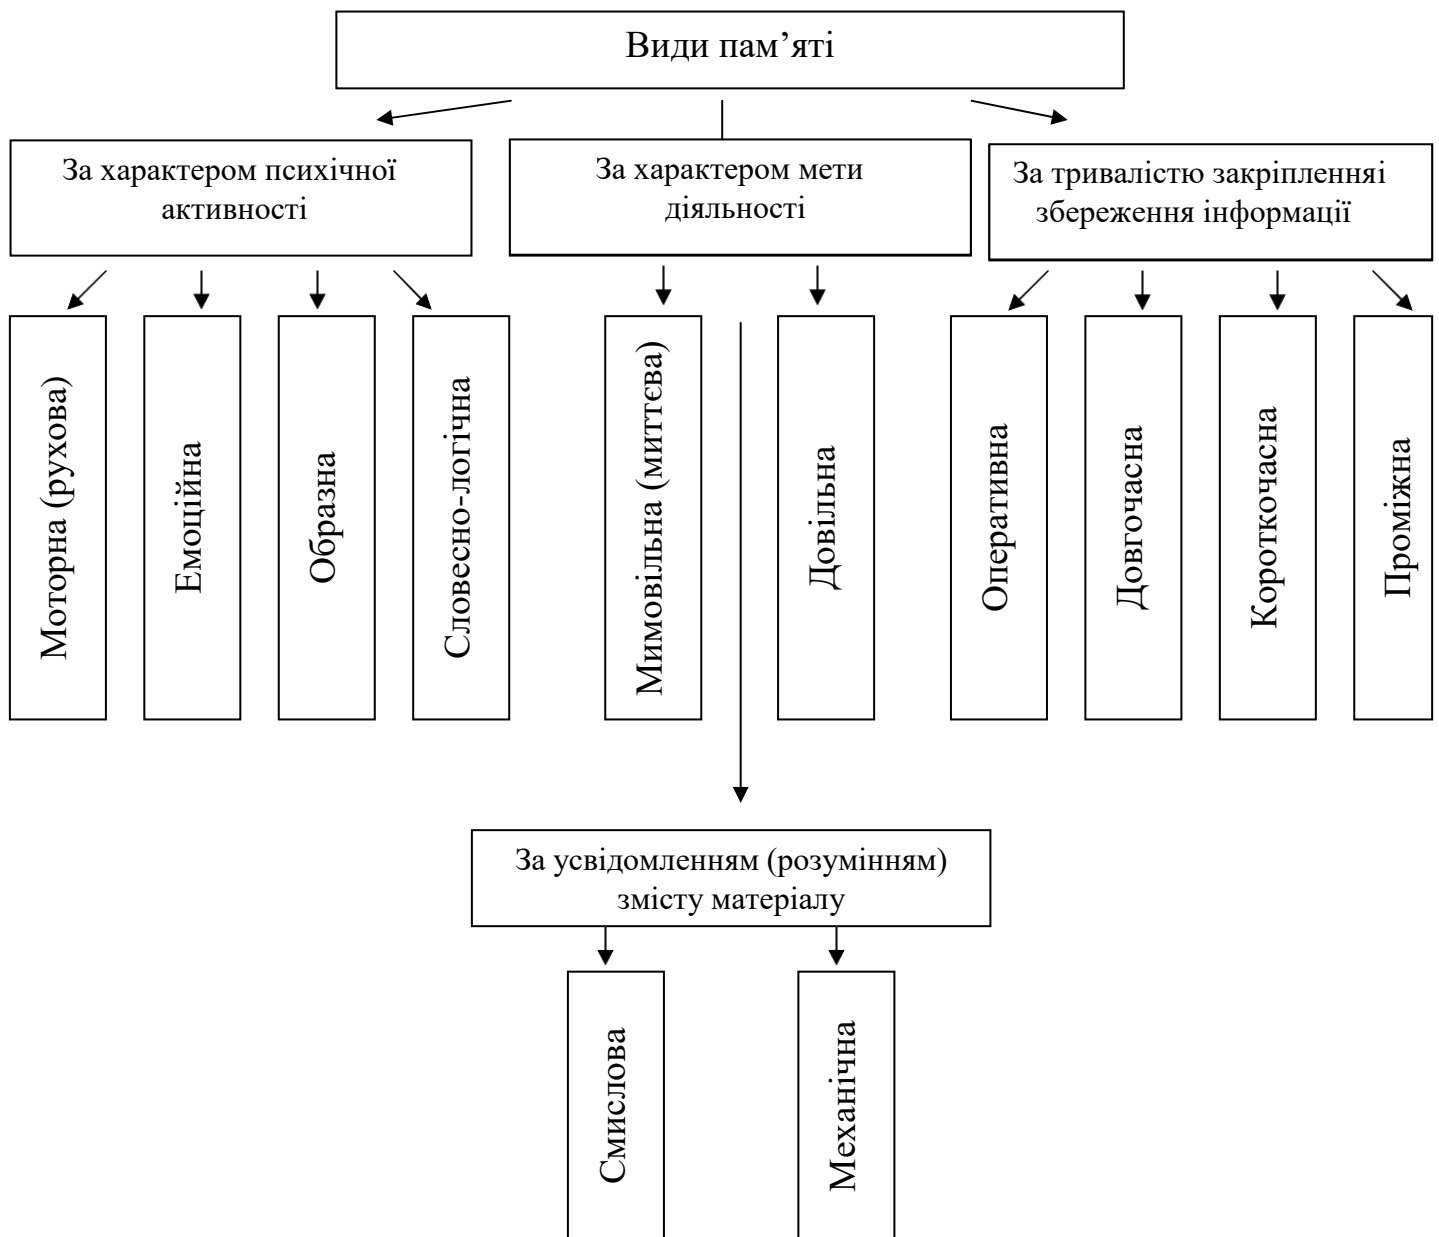 Види пам’яті
За характером психічної
активності
За характером мети
діяльності
За тривалістю закріпленняі
збереження інформації
Моторна (рухова)
Емоційна
Образна
Словесно-логічна
Мимовільна (миттєва)
Довільна
Оперативна
Довгочасна
Короткочасна
Проміжна
За усвідомленням (розумінням)
змісту матеріалу
Смислова
Механічна